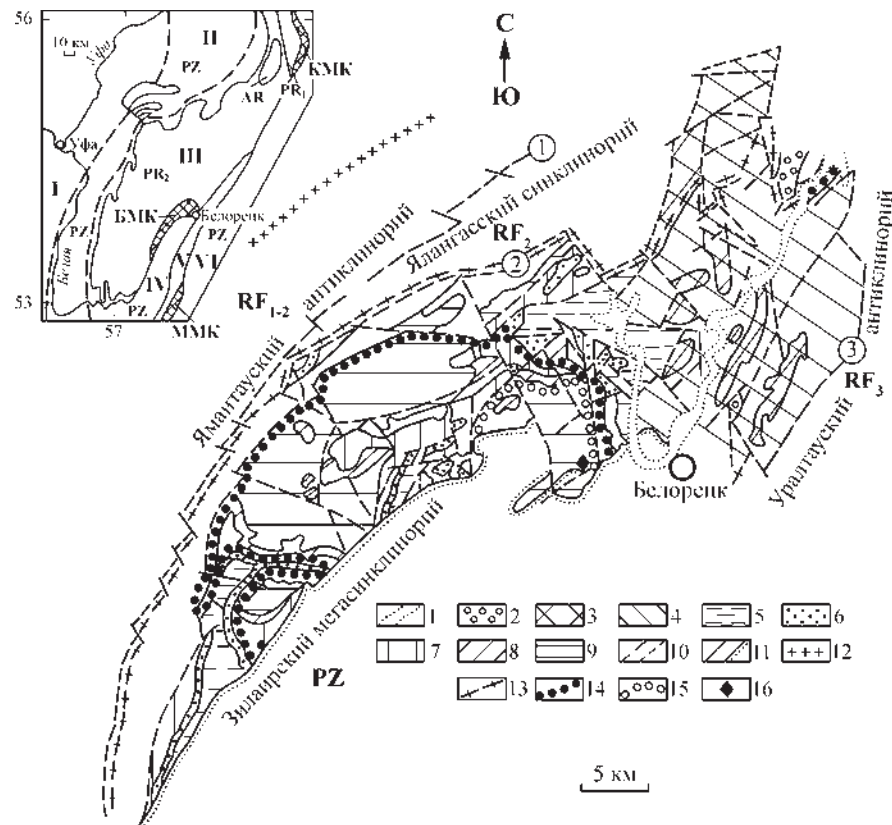 56
10 км
Уфа
II
PZ
КМК
AR
PR₁
Уфа
III
I
PR₂
БМК
Белорецк
PZ
PZ
Белая
IV
V
VI
PZ
53
57
ММК
С
Ю
1
Ялангасский синклинорий
RF₂
2
антиклинорий
RF₁₋₂
Ямантауский
антиклинорий
3
RF₃
Уралтауский
Белорецк
Зилаирский мегасинклинорий
PZ
1 2 3 4 5 6
7 8 9 10 11 12
13 14 15 16
5 км